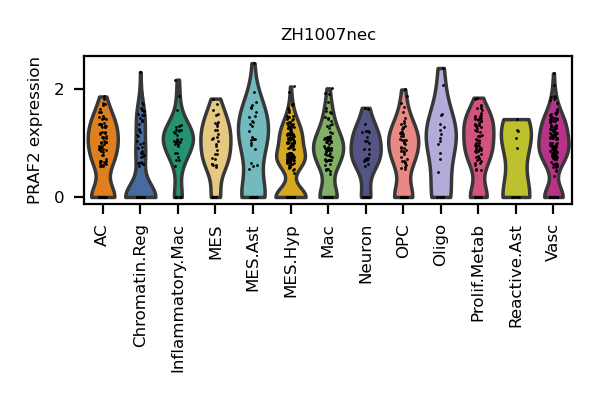 ZH1007nec
PRAF2 expression
2
0
AC
Chromatin.Reg
Inflammatory.Mac
MES
MES.Ast
MES.Hyp
Mac
Neuron
OPC
Oligo
Prolif.Metab
Reactive.Ast
Vasc